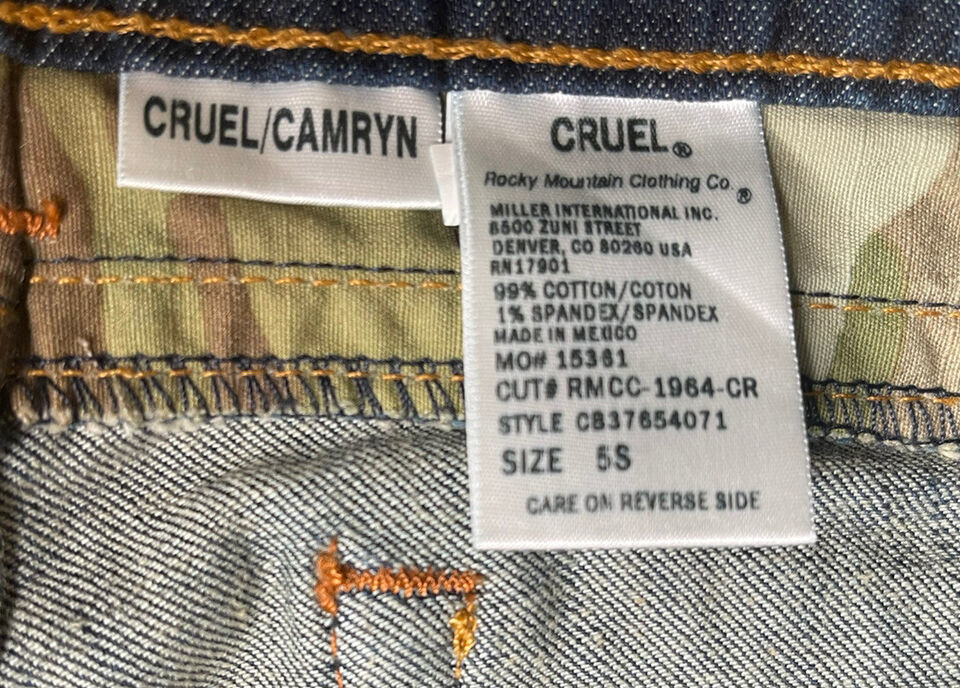 CRUEL/CAMRYN
CRUEL®
Rocky Mountain Clothing Co.®
MILLER INTERNATIONAL INC.
8500 ZUNI STREET
DENVER, CO 80260 USA
RN17901
99% COTTON/COTON
1% SPANDEX/SPANDEX
MADE IN MEXICO
MO# 15361
CUT# RMCC-1964-CR
STYLE CB37654071
SIZE 5S
CARE ON REVERSE SIDE